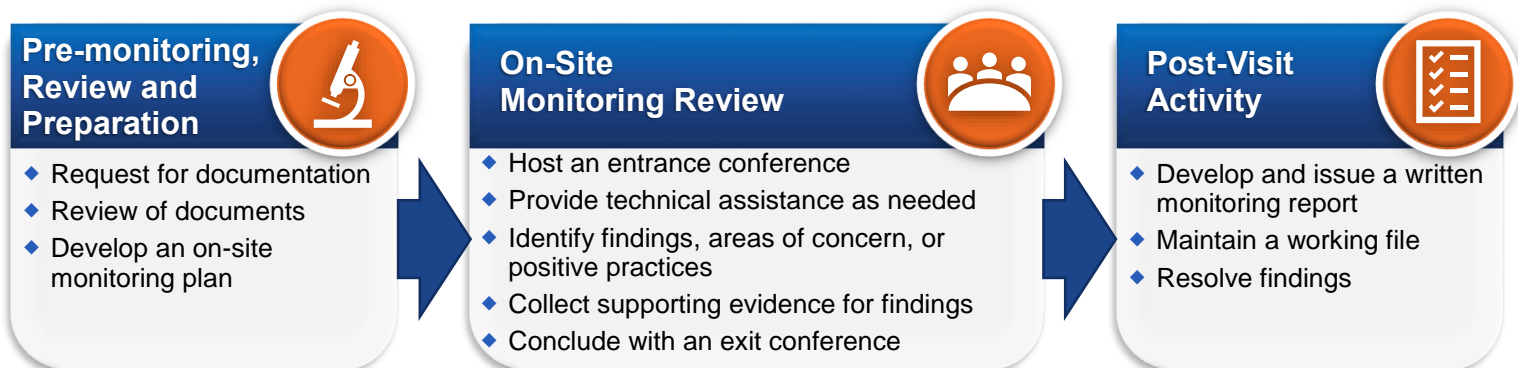 Pre-monitoring,
Review and
Preparation
◆ Request for documentation
◆ Review of documents
◆ Develop an on-site
monitoring plan
On-Site
Monitoring Review
◆ Host an entrance conference
◆ Provide technical assistance as needed
◆ Identify findings, areas of concern, or
positive practices
◆ Collect supporting evidence for findings
◆ Conclude with an exit conference
Post-Visit
Activity
◆ Develop and issue a written
monitoring report
◆ Maintain a working file
◆ Resolve findings